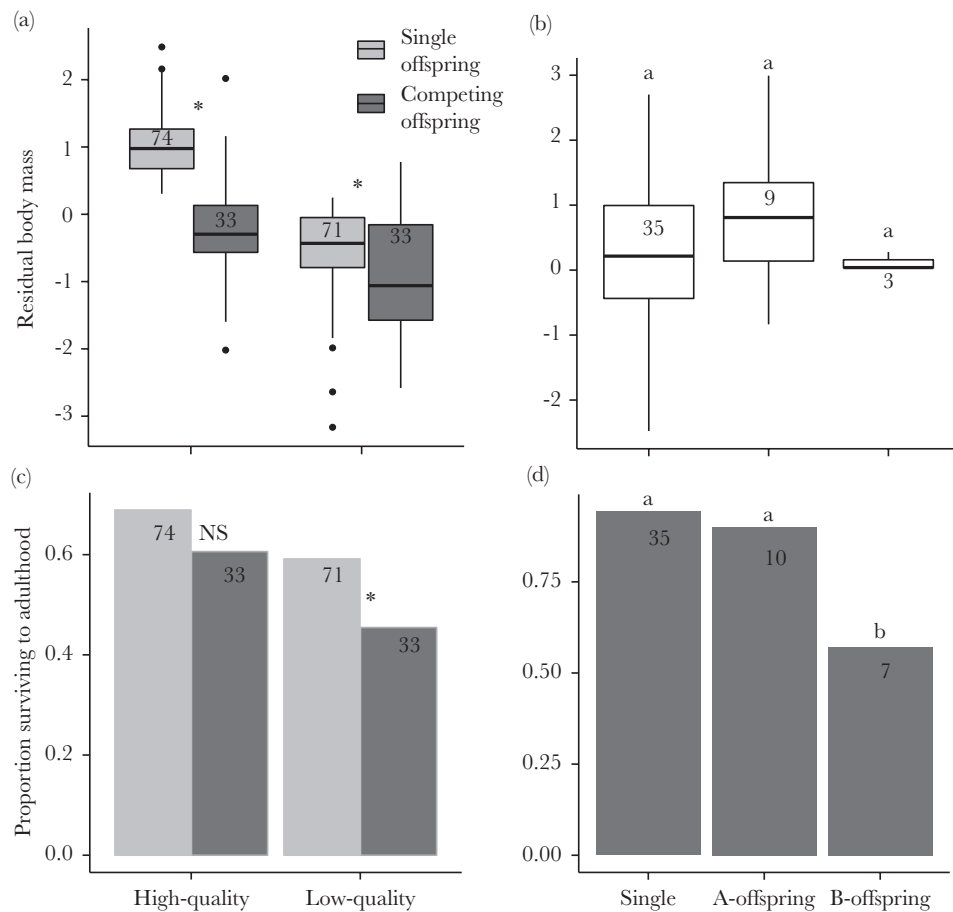 (a)
Single
offspring
Competing
offspring
*
*
74
33
71
33
2
1
0
-1
-2
-3
Residual body mass
(b)
a
a
a
35
9
3
3
2
1
0
-1
-2
(c)
74
NS
33
71
*
33
0.6
0.4
0.2
0.0
Proportion surviving to adulthood
High-quality
Low-quality
(d)
a
a
b
35
10
7
0.75
0.50
0.25
0.00
Single
A-offspring
B-offspring